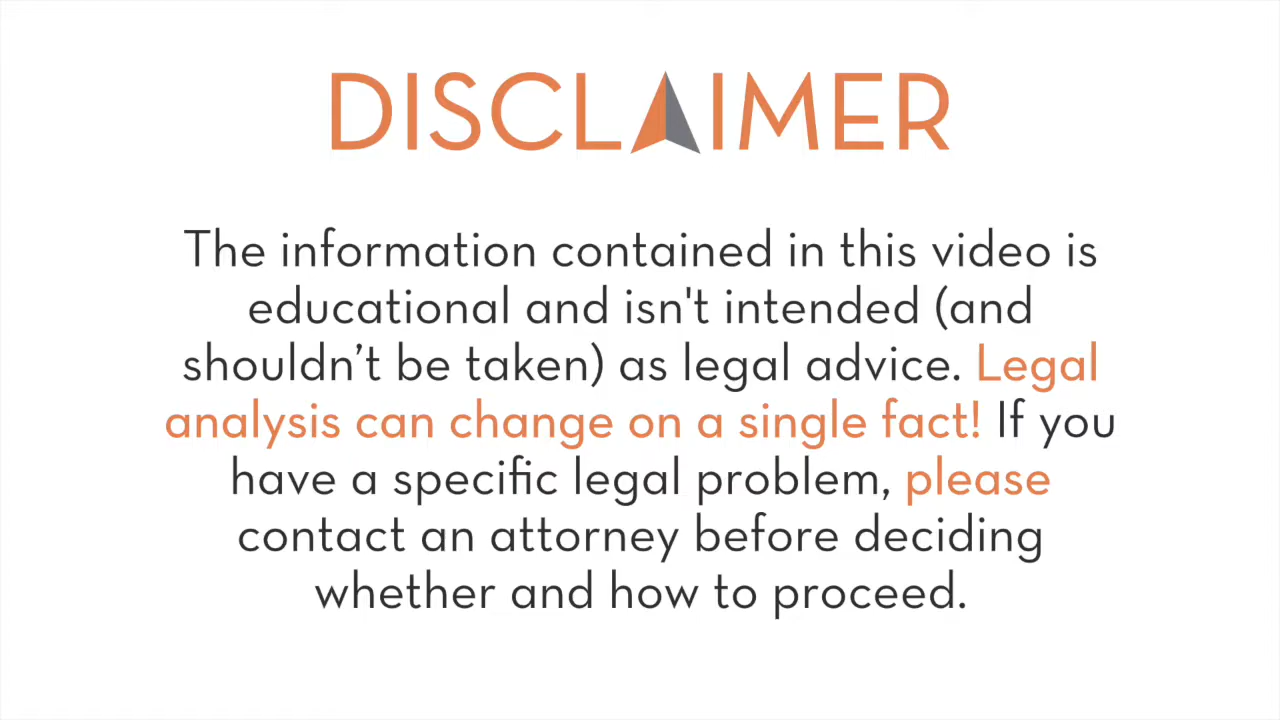 DISCLAIMER
The information contained in this video is
educational and isn't intended (and
shouldn’t be taken) as legal advice. Legal
analysis can change on a single fact! If you
have a specific legal problem, please
contact an attorney before deciding
whether and how to proceed.